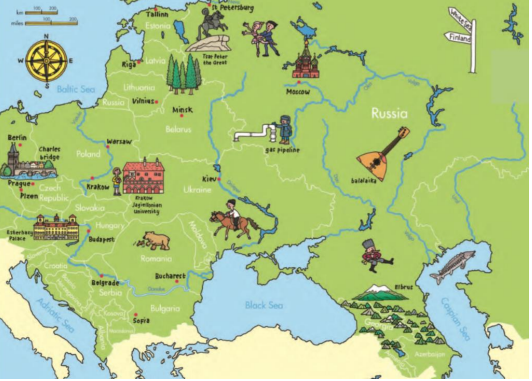 km
miles
N
W
E
S
Tallinn
Estonia
St Petersburg
Tsar Peter
the Great
White Sea
Finland
Riga
Latvia
Baltic Sea
Lithuania
Russia
Vilnius
Minsk
Belarus
Moscow
Russia
gas pipeline
balalaika
Berlin
Charles
bridge
Prague
Plzen
Czech
Republic
Poland
Warsaw
Krakow
Krakow
Jagiellonian
University
Kiev
Ukraine
Slovakia
Esterhazy
Palace
Hungary
Budapest
Moldova
Romania
Croatia
Belgrade
Serbia
Bucharest
Danube
Bulgaria
Sofia
Adriatic Sea
Black Sea
Elbrus
Caspian Sea
Azerbaijan